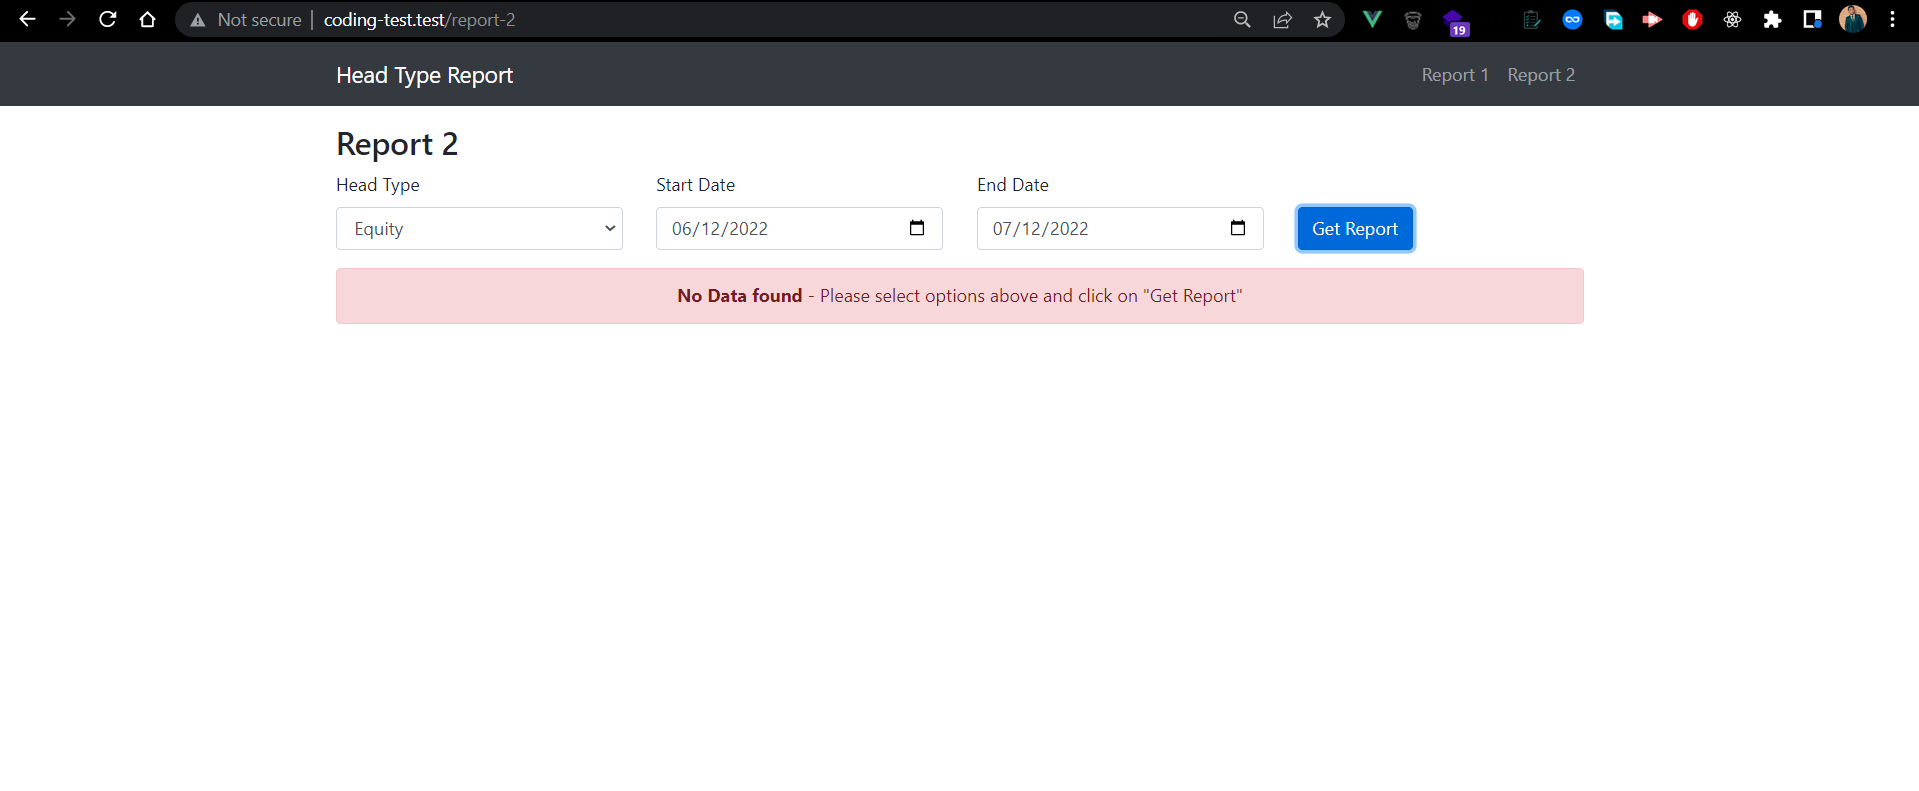 Not secure | coding-test.test/report-2
19
Head Type Report
Report 1 Report 2
Report 2
Head Type Start Date End Date
Equity 06/12/2022 07/12/2022 Get Report
No Data found - Please select options above and click on "Get Report"